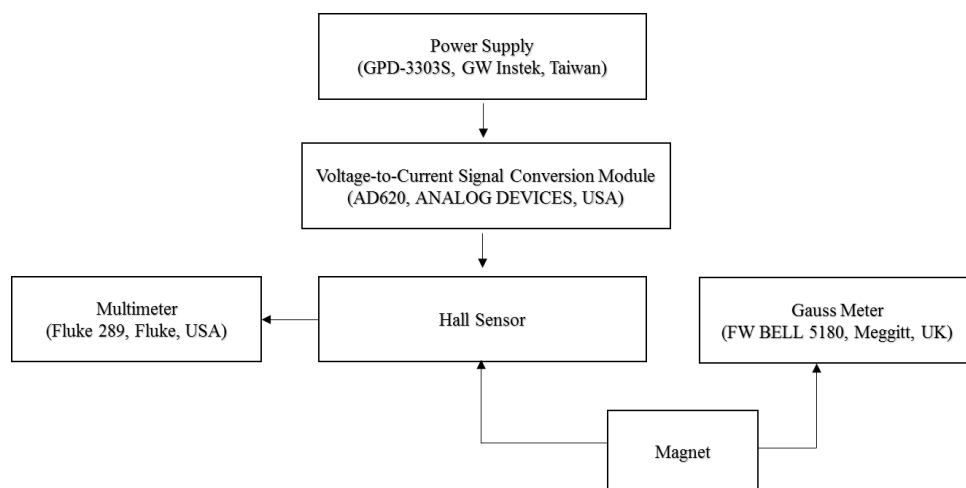 Power Supply
(GPD-3303S, GW Instek, Taiwan)
Voltage-to-Current Signal Conversion Module
(AD620, ANALOG DEVICES, USA)
Multimeter
(Fluke 289, Fluke, USA)
Hall Sensor
Gauss Meter
(FW BELL 5180, Meggitt, UK)
Magnet